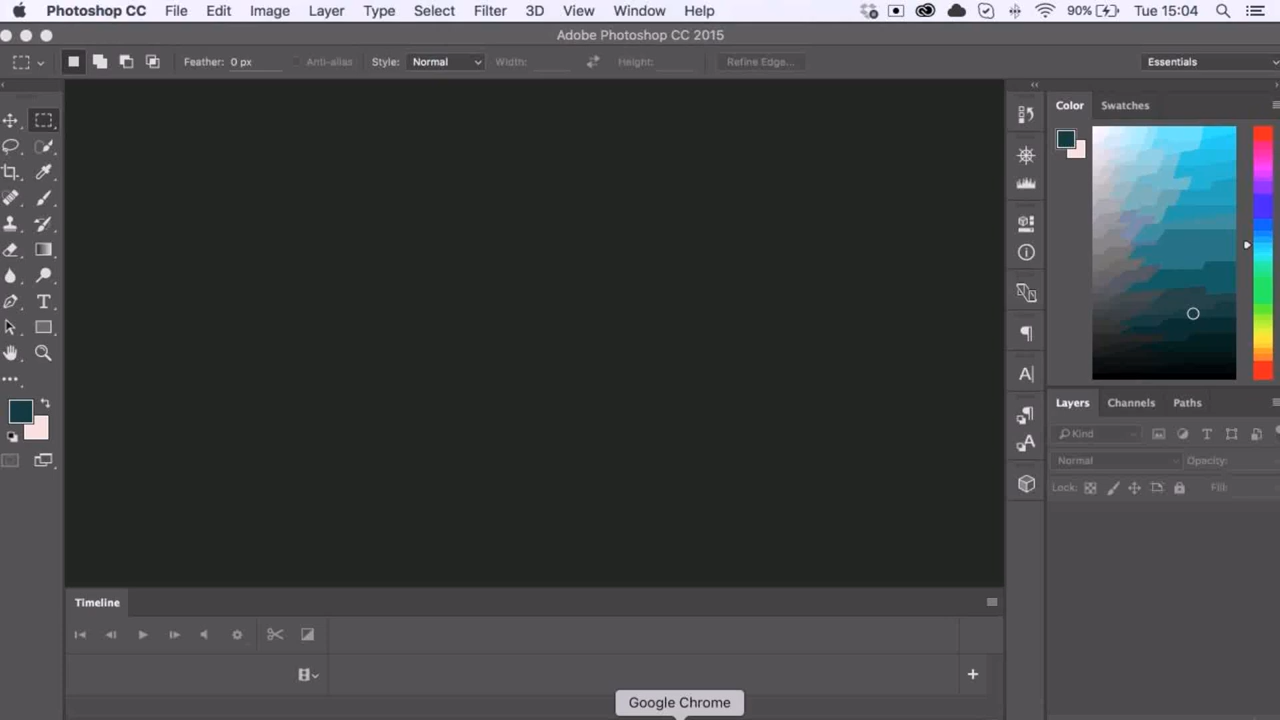 Photoshop CC File Edit Image Layer Type Select Filter 3D View Window Help 90% Tue 15:04
Adobe Photoshop CC 2015
Feather: 0 px Anti-alias Style: Normal Width: Height: Refine Edge... Essentials
Color Swatches
Layers Channels Paths
Kind
Normal Opacity:
Lock: Fill:
Timeline
Google Chrome